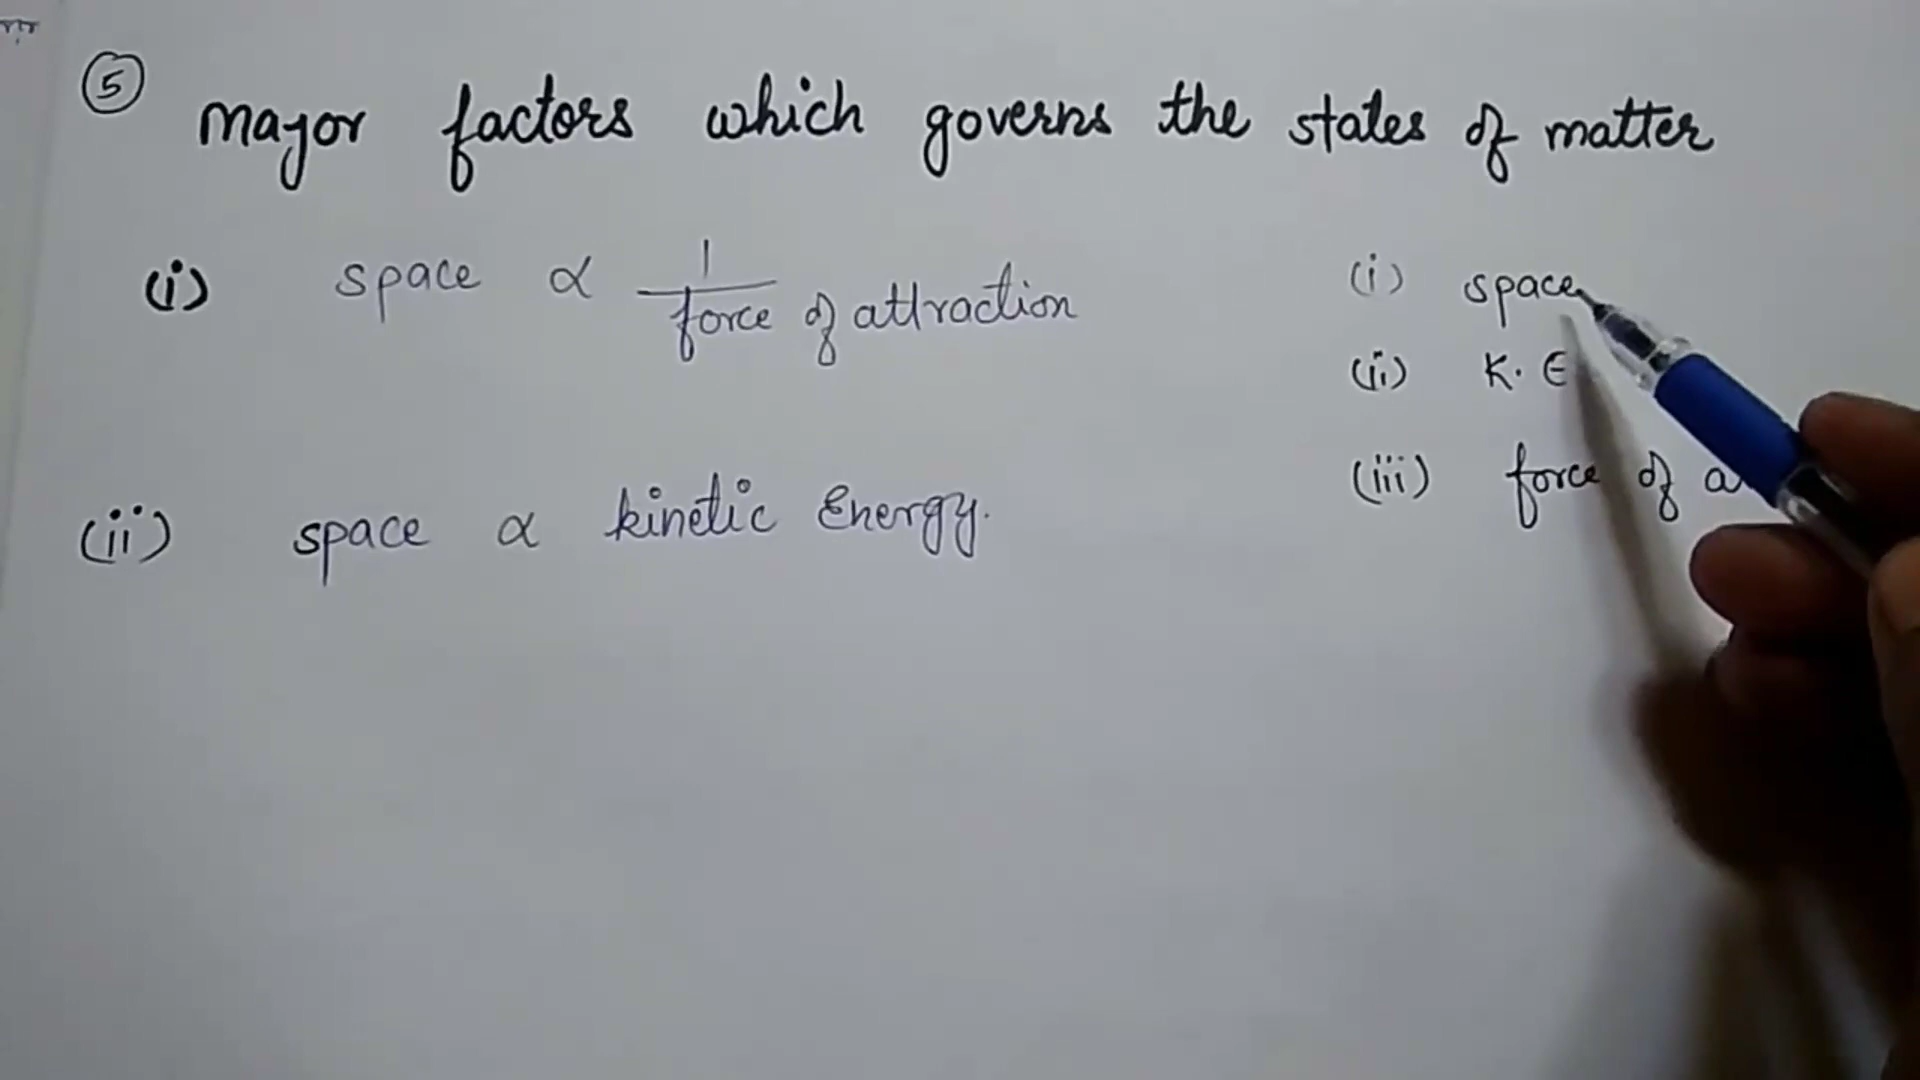 5
major factors which governs the states of matter
(i) space ∝ 1/force of attraction
(ii) space ∝ kinetic Energy.
(i) space
(ii) K. E
(iii) force of